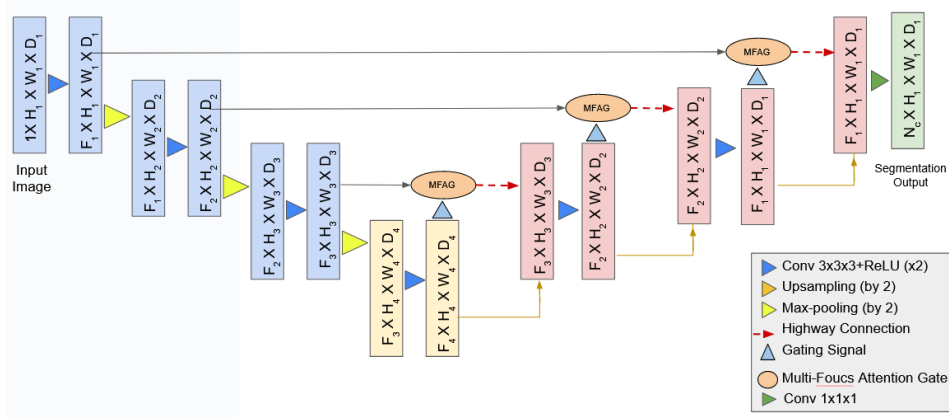 1X H₁ X W₁ X D₁
F₁ X H₁ X W₁ X D₁
F₁ X H₂ X W₂ X D₂
F₂ X H₂ X W₂ X D₂
F₂ X H₃ X W₃ X D₃
F₃ X H₃ X W₃ X D₃
F₃ X H₄ X W₄ X D₄
F₄ X H₄ X W₄ X D₄
F₃ X H₃ X W₃ X D₃
F₂ X H₂ X W₂ X D₂
F₂ X H₂ X W₂ X D₂
F₁ X H₁ X W₁ X D₁
F₁ X H₁ X W₁ X D₁
N꜀ X H₁ X W₁ X D₁
MFAG
MFAG
MFAG
Input
Image
Segmentation
Output
Conv 3x3x3+ReLU (x2)
Upsampling (by 2)
Max-pooling (by 2)
Highway Connection
Gating Signal
Multi-Foucs Attention Gate
Conv 1x1x1